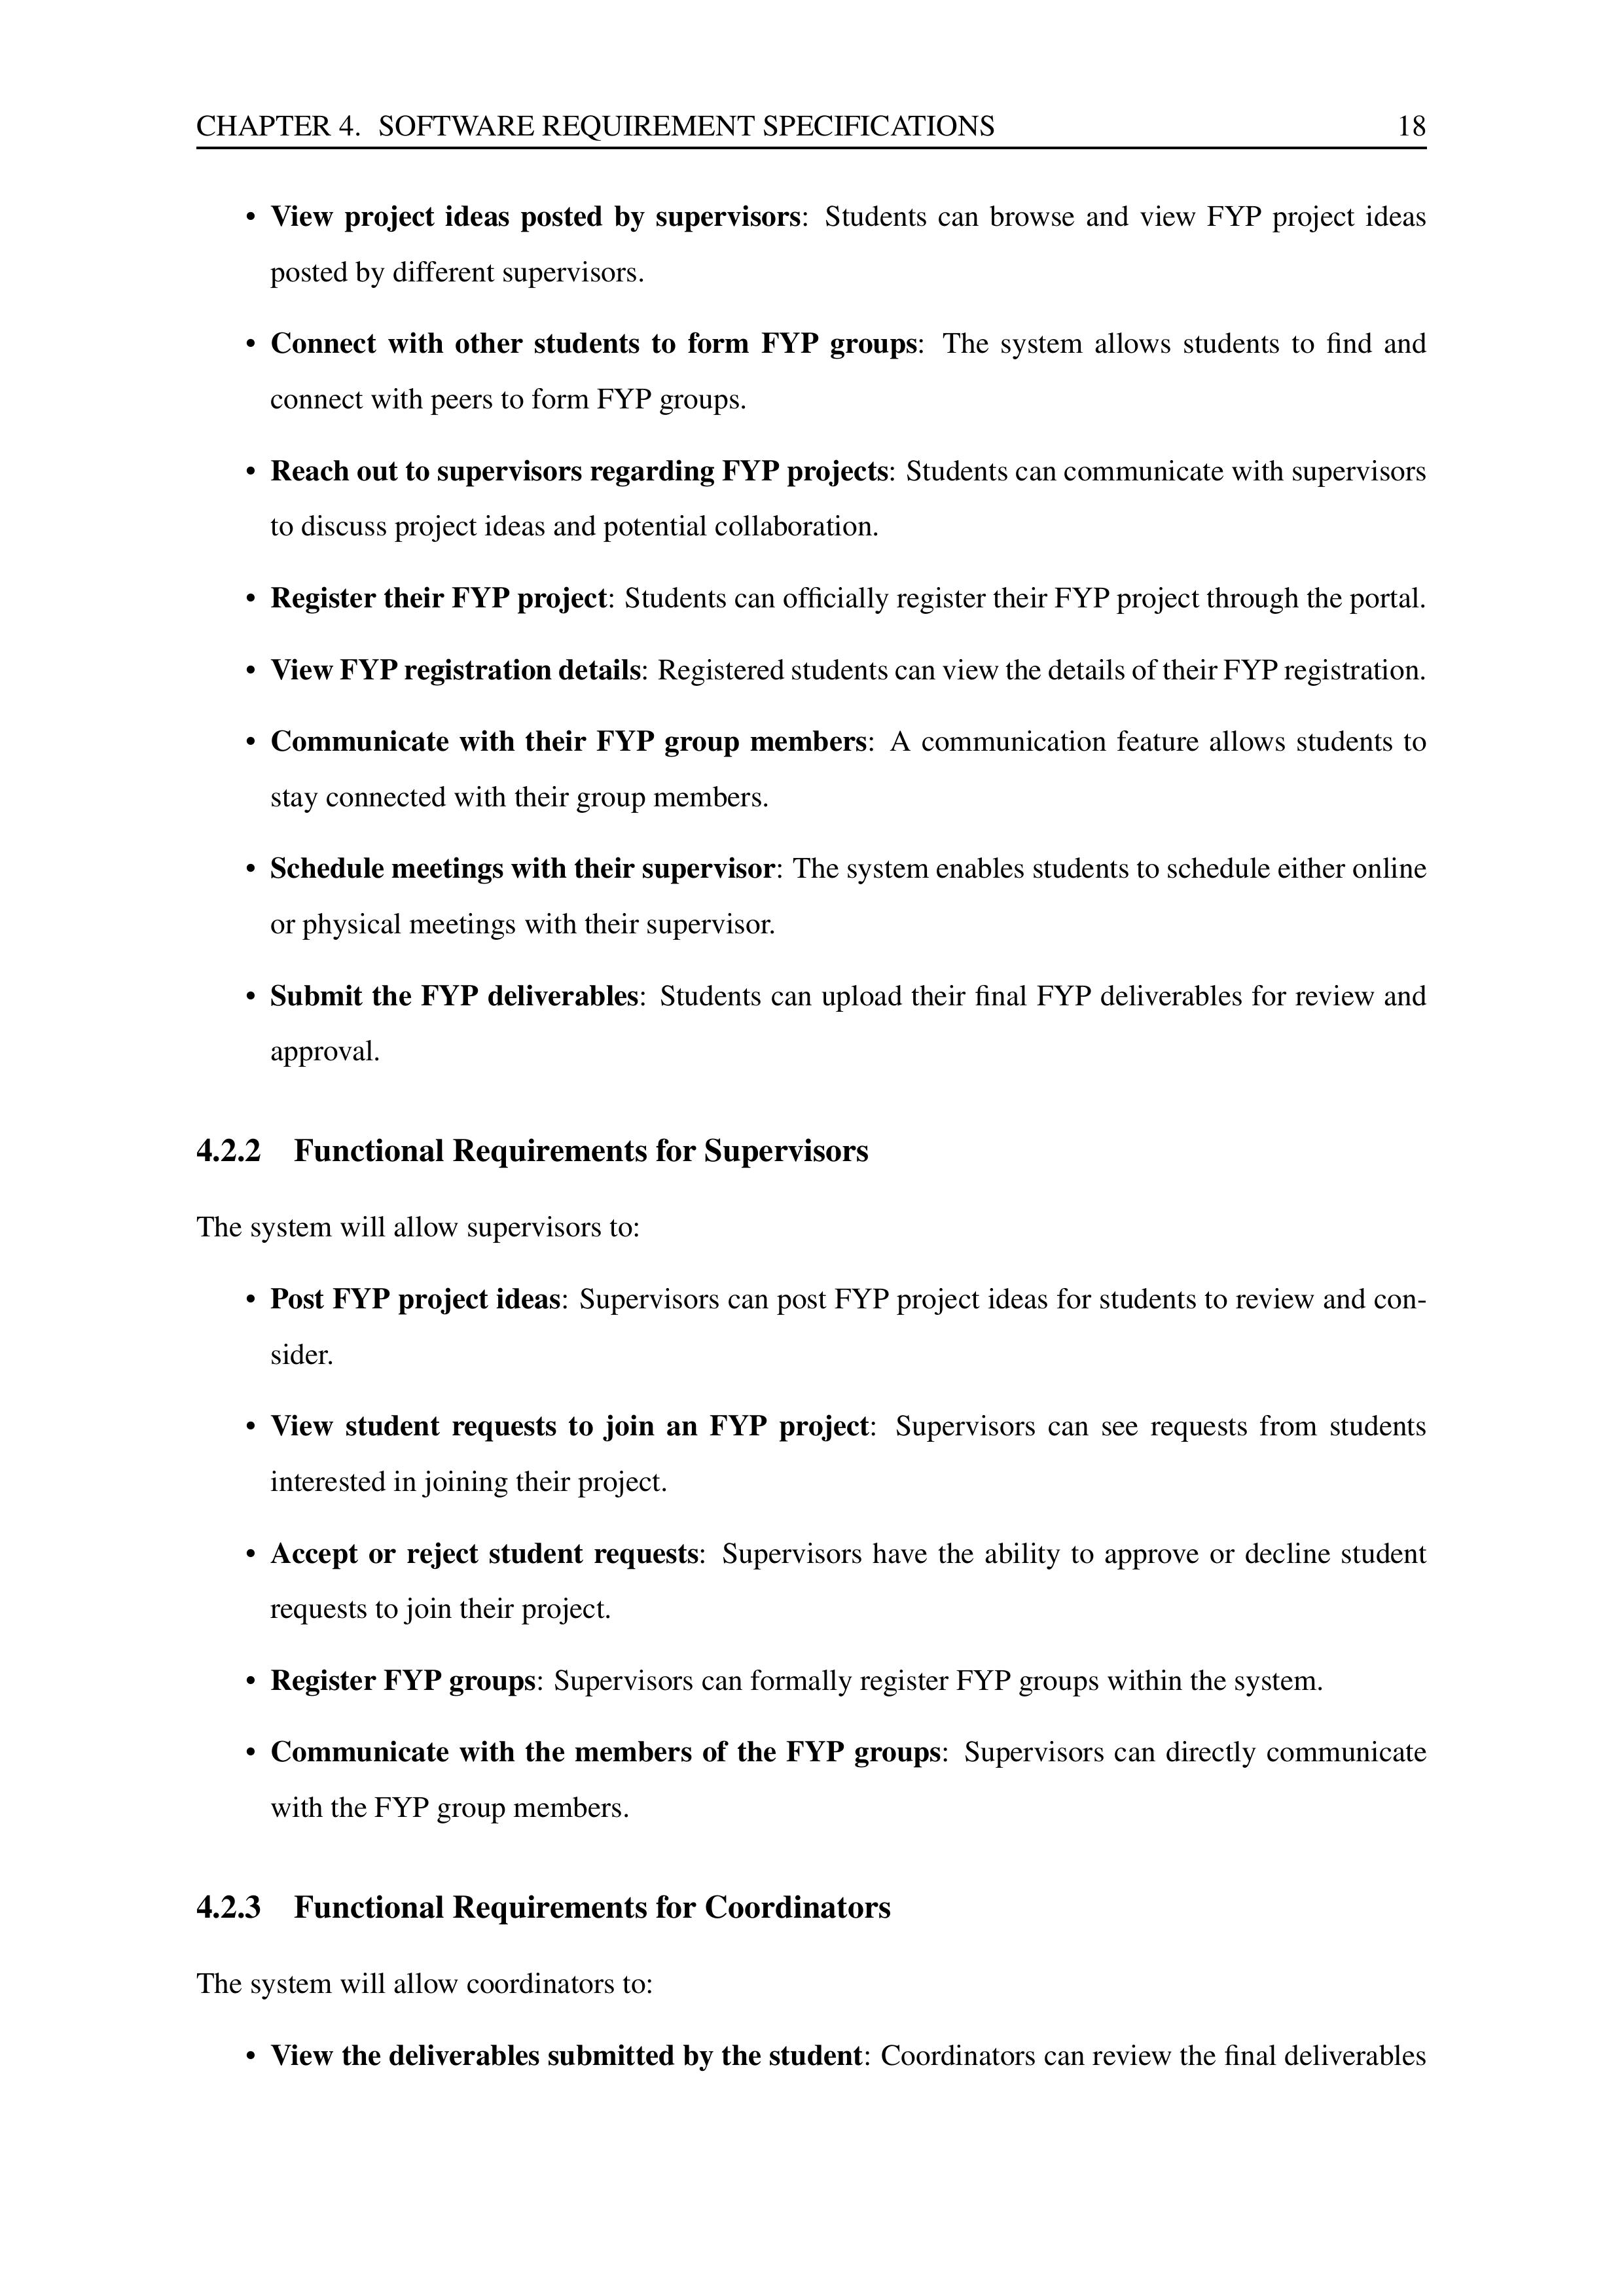 CHAPTER 4. SOFTWARE REQUIREMENT SPECIFICATIONS 18
• View project ideas posted by supervisors: Students can browse and view FYP project ideas
posted by different supervisors.
• Connect with other students to form FYP groups: The system allows students to find and
connect with peers to form FYP groups.
• Reach out to supervisors regarding FYP projects: Students can communicate with supervisors
to discuss project ideas and potential collaboration.
• Register their FYP project: Students can officially register their FYP project through the portal.
• View FYP registration details: Registered students can view the details of their FYP registration.
• Communicate with their FYP group members: A communication feature allows students to
stay connected with their group members.
• Schedule meetings with their supervisor: The system enables students to schedule either online
or physical meetings with their supervisor.
• Submit the FYP deliverables: Students can upload their final FYP deliverables for review and
approval.
4.2.2 Functional Requirements for Supervisors
The system will allow supervisors to:
• Post FYP project ideas: Supervisors can post FYP project ideas for students to review and con-
sider.
• View student requests to join an FYP project: Supervisors can see requests from students
interested in joining their project.
• Accept or reject student requests: Supervisors have the ability to approve or decline student
requests to join their project.
• Register FYP groups: Supervisors can formally register FYP groups within the system.
• Communicate with the members of the FYP groups: Supervisors can directly communicate
with the FYP group members.
4.2.3 Functional Requirements for Coordinators
The system will allow coordinators to:
• View the deliverables submitted by the student: Coordinators can review the final deliverables